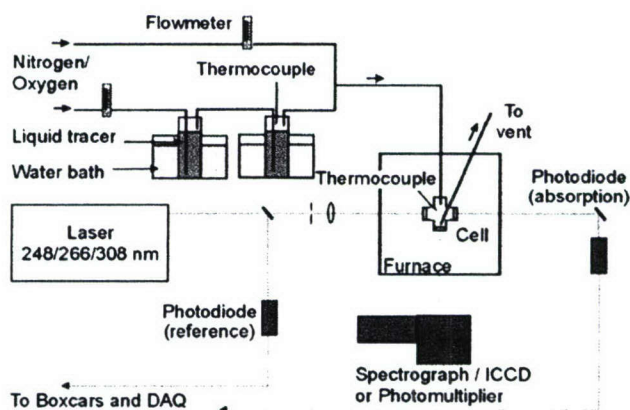 Flowmeter
Nitrogen/
Oxygen
Thermocouple
Liquid tracer
Water bath
To
vent
Thermocouple
Photodiode
(absorption)
Cell
Furnace
Laser
248/266/308 nm
Photodiode
(reference)
Spectrograph / ICCD
or Photomultiplier
To Boxcars and DAQ